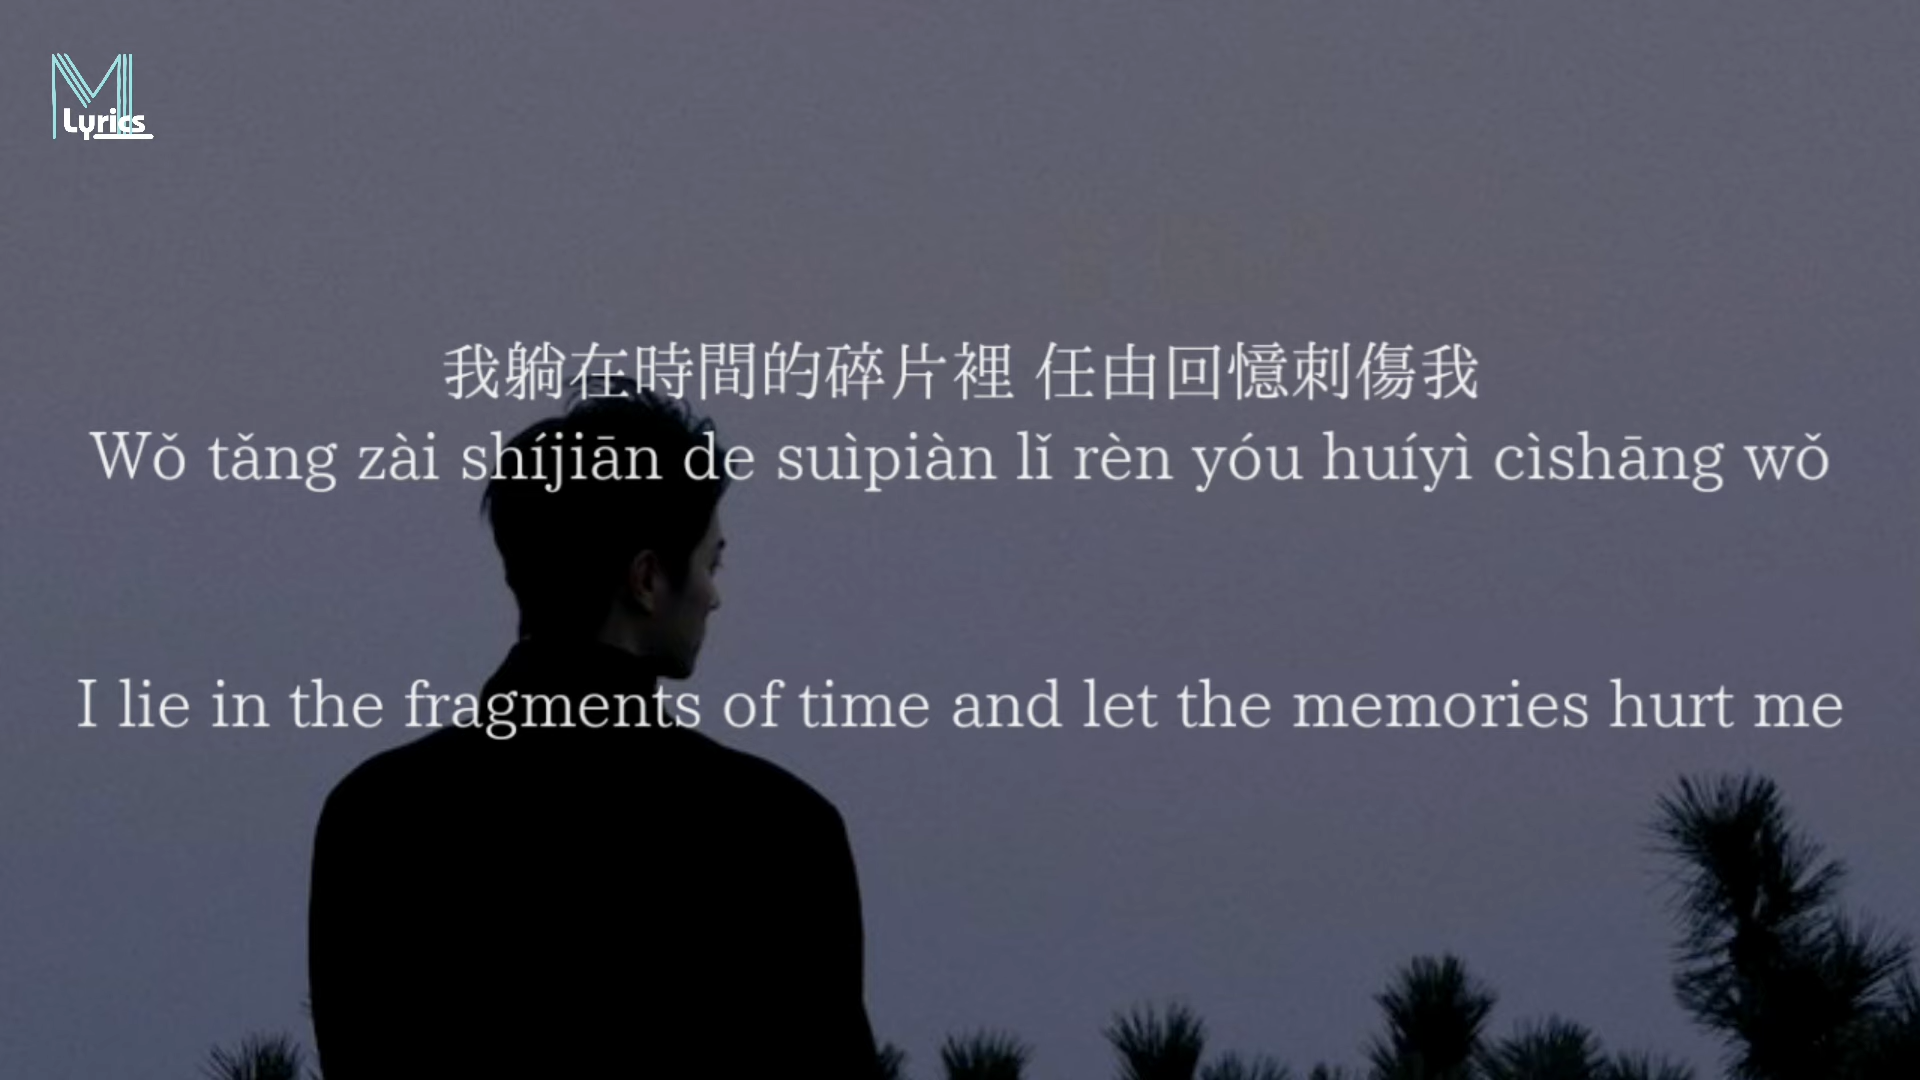 M
Lyrics
我躺在時間的碎片裡 任由回憶刺傷我
Wǒ tǎng zài shíjiān de suìpiàn lǐ rèn yóu huíyì cìshāng wǒ
I lie in the fragments of time and let the memories hurt me